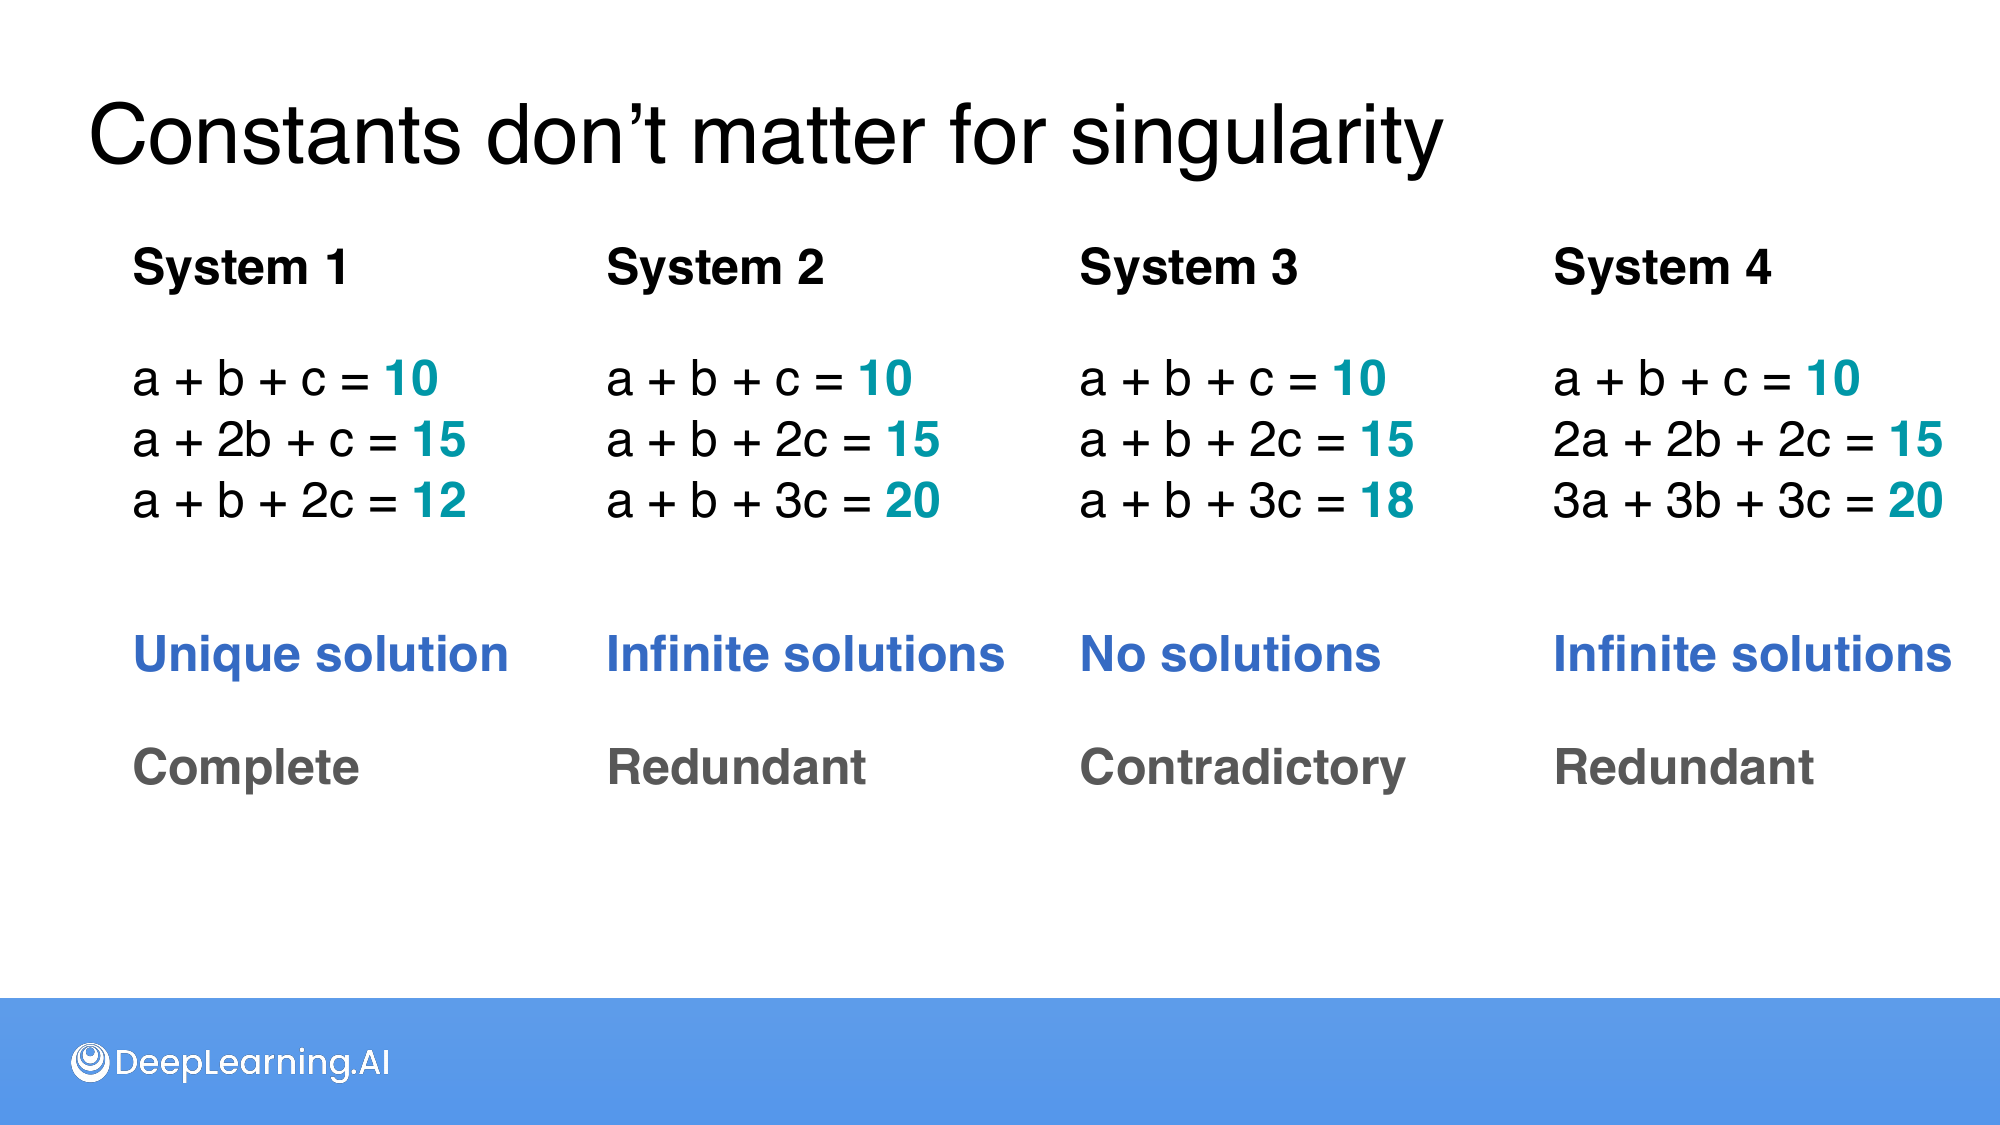 Constants don’t matter for singularity
System 1
a + b + c = 10
a + 2b + c = 15
a + b + 2c = 12
Unique solution
Complete
System 2
a + b + c = 10
a + b + 2c = 15
a + b + 3c = 20
Infinite solutions
Redundant
System 3
a + b + c = 10
a + b + 2c = 15
a + b + 3c = 18
No solutions
Contradictory
System 4
a + b + c = 10
2a + 2b + 2c = 15
3a + 3b + 3c = 20
Infinite solutions
Redundant
DeepLearning.AI